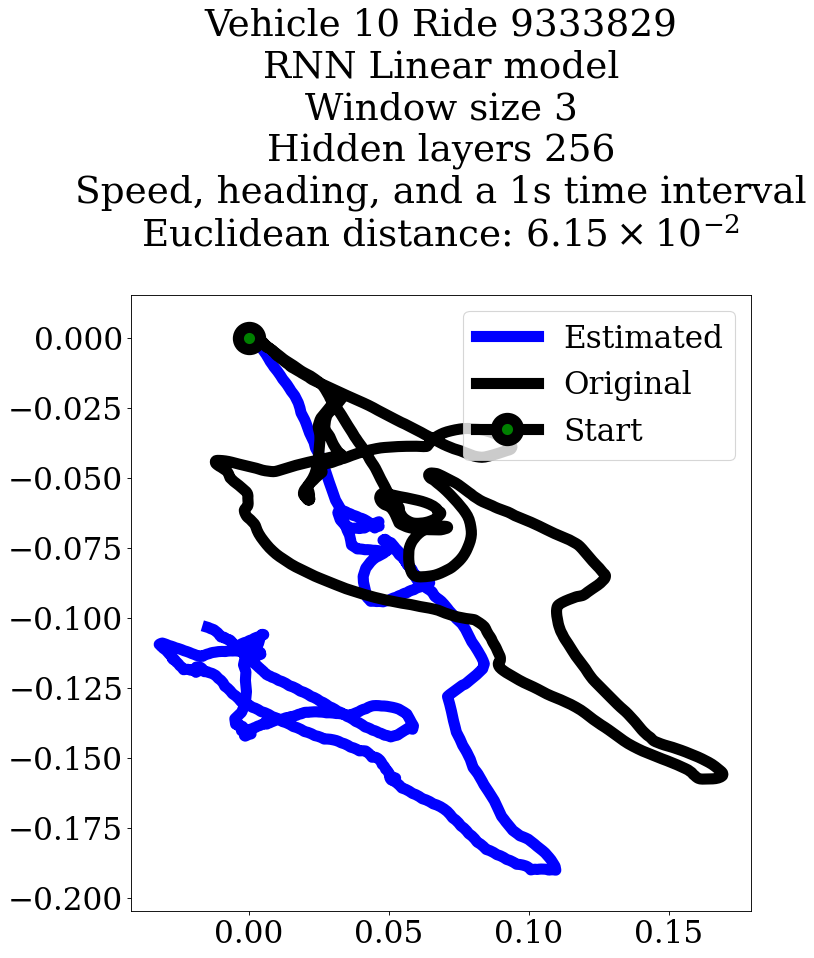 Vehicle 10 Ride 9333829
RNN Linear model
Window size 3
Hidden layers 256
Speed, heading, and a 1s time interval
Euclidean distance: 6.15 × 10⁻²
Estimated
Original
Start
0.000
−0.025
−0.050
−0.075
−0.100
−0.125
−0.150
−0.175
−0.200
0.00 0.05 0.10 0.15